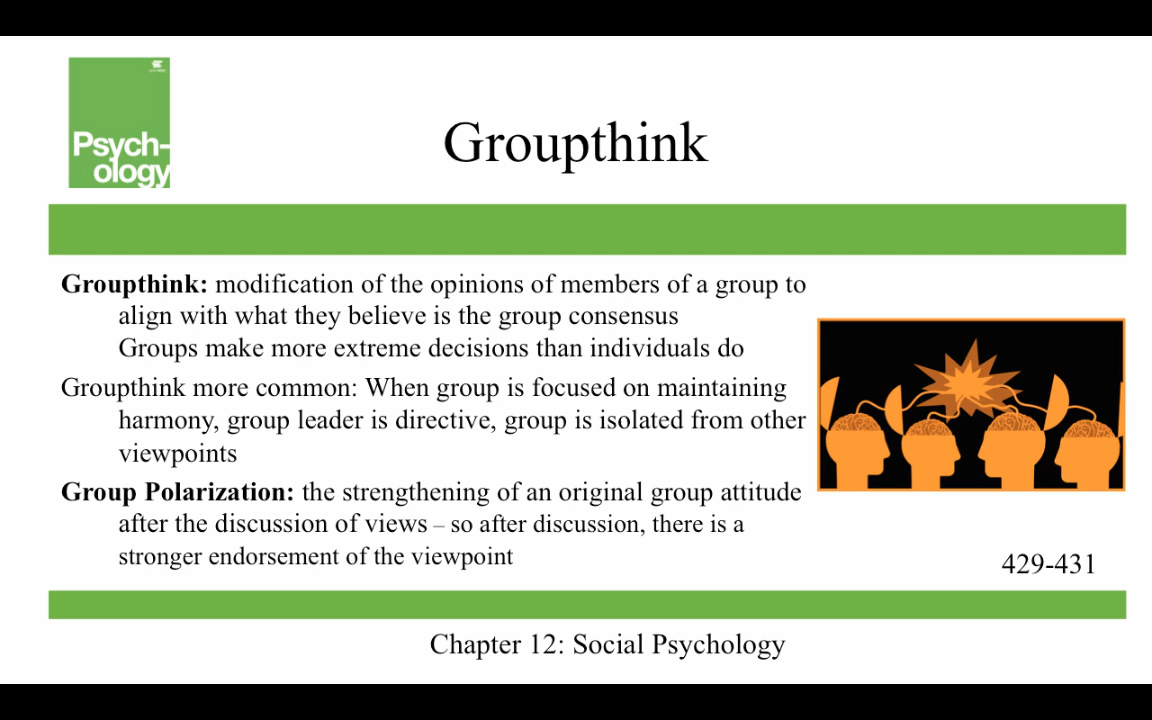 Psych-
ology
Groupthink
Groupthink: modification of the opinions of members of a group to
align with what they believe is the group consensus
Groups make more extreme decisions than individuals do
Groupthink more common: When group is focused on maintaining
harmony, group leader is directive, group is isolated from other
viewpoints
Group Polarization: the strengthening of an original group attitude
after the discussion of views – so after discussion, there is a
stronger endorsement of the viewpoint
429-431
Chapter 12: Social Psychology